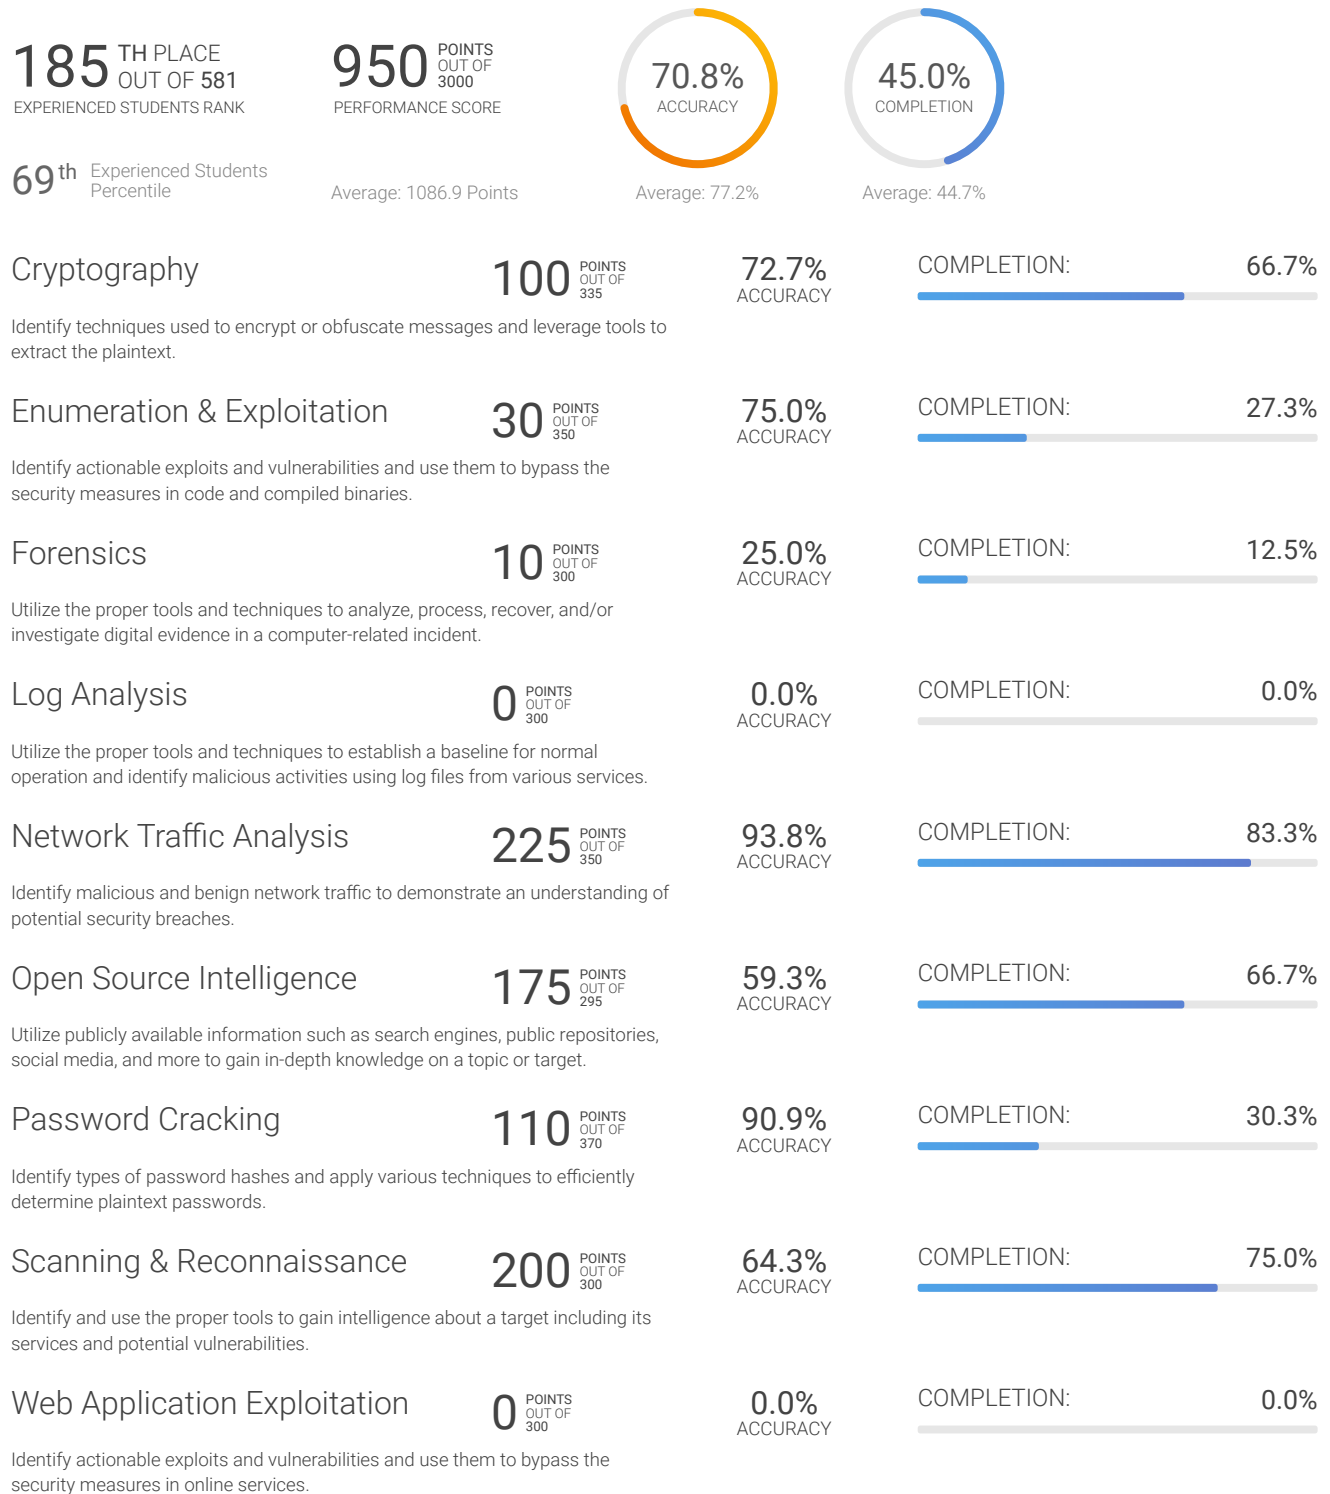 185 TH PLACE
OUT OF 581
EXPERIENCED STUDENTS RANK
69th Experienced Students
Percentile
950 POINTS
OUT OF
3000
PERFORMANCE SCORE
Average: 1086.9 Points
70.8%
ACCURACY
Average: 77.2%
45.0%
COMPLETION
Average: 44.7%
Cryptography
100 POINTS
OUT OF
335
72.7%
ACCURACY
COMPLETION: 66.7%
Identify techniques used to encrypt or obfuscate messages and leverage tools to
extract the plaintext.
Enumeration & Exploitation
30 POINTS
OUT OF
350
75.0%
ACCURACY
COMPLETION: 27.3%
Identify actionable exploits and vulnerabilities and use them to bypass the
security measures in code and compiled binaries.
Forensics
10 POINTS
OUT OF
300
25.0%
ACCURACY
COMPLETION: 12.5%
Utilize the proper tools and techniques to analyze, process, recover, and/or
investigate digital evidence in a computer-related incident.
Log Analysis
0 POINTS
OUT OF
300
0.0%
ACCURACY
COMPLETION: 0.0%
Utilize the proper tools and techniques to establish a baseline for normal
operation and identify malicious activities using log files from various services.
Network Traffic Analysis
225 POINTS
OUT OF
350
93.8%
ACCURACY
COMPLETION: 83.3%
Identify malicious and benign network traffic to demonstrate an understanding of
potential security breaches.
Open Source Intelligence
175 POINTS
OUT OF
295
59.3%
ACCURACY
COMPLETION: 66.7%
Utilize publicly available information such as search engines, public repositories,
social media, and more to gain in-depth knowledge on a topic or target.
Password Cracking
110 POINTS
OUT OF
370
90.9%
ACCURACY
COMPLETION: 30.3%
Identify types of password hashes and apply various techniques to efficiently
determine plaintext passwords.
Scanning & Reconnaissance
200 POINTS
OUT OF
300
64.3%
ACCURACY
COMPLETION: 75.0%
Identify and use the proper tools to gain intelligence about a target including its
services and potential vulnerabilities.
Web Application Exploitation
0 POINTS
OUT OF
300
0.0%
ACCURACY
COMPLETION: 0.0%
Identify actionable exploits and vulnerabilities and use them to bypass the
security measures in online services.